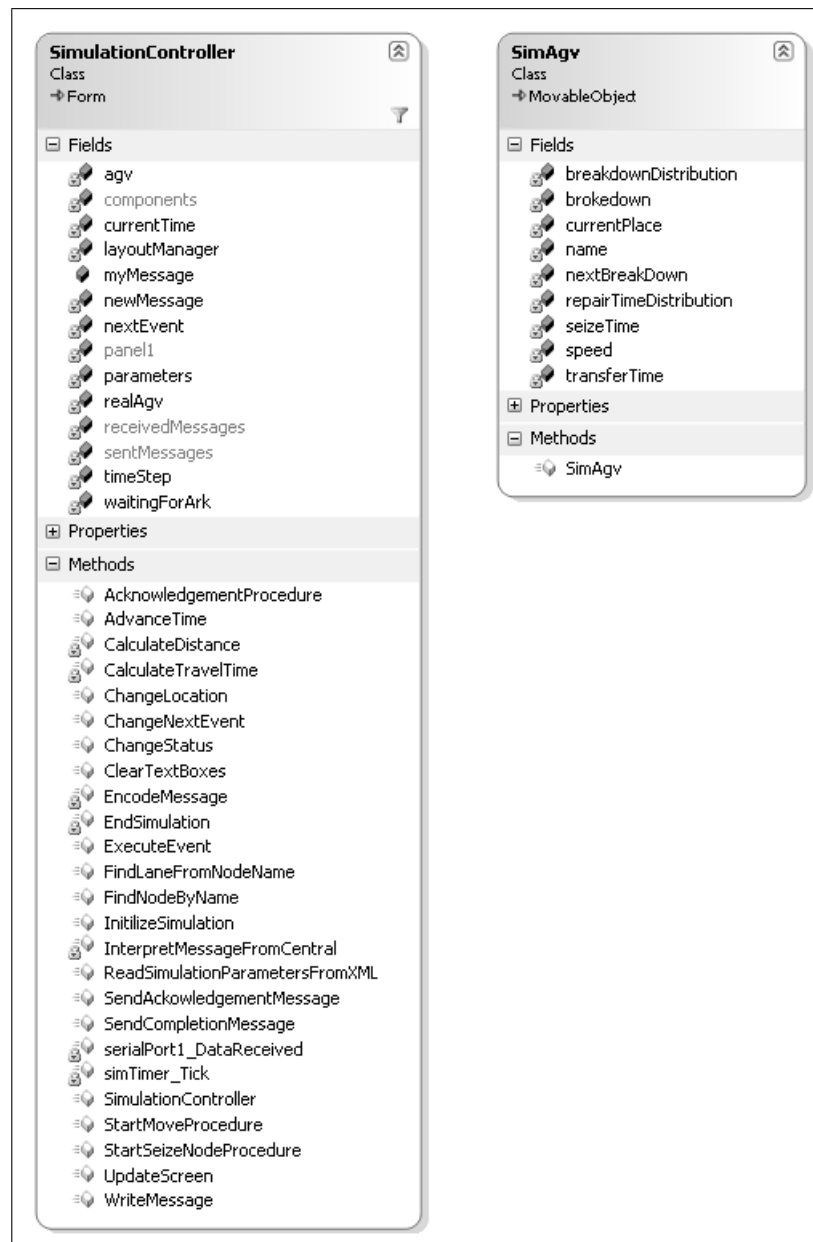 SimulationController
Class
Form
Fields
agv
components
currentTime
layoutManager
myMessage
newMessage
nextEvent
panel1
parameters
realAgv
receivedMessages
sentMessages
timeStep
waitingForArk
Properties
Methods
AcknowledgementProcedure
AdvanceTime
CalculateDistance
CalculateTravelTime
ChangeLocation
ChangeNextEvent
ChangeStatus
ClearTextBoxes
EncodeMessage
EndSimulation
ExecuteEvent
FindLaneFromNodeName
FindNodeByName
InitilizeSimulation
InterpretMessageFromCentral
ReadSimulationParametersFromXML
SendAckowledgementMessage
SendCompletionMessage
serialPort1_DataReceived
simTimer_Tick
SimulationController
StartMoveProcedure
StartSeizeNodeProcedure
UpdateScreen
WriteMessage
SimAgv
Class
MovableObject
Fields
breakdownDistribution
brokedown
currentPlace
name
nextBreakDown
repairTimeDistribution
seizeTime
speed
transferTime
Properties
Methods
SimAgv